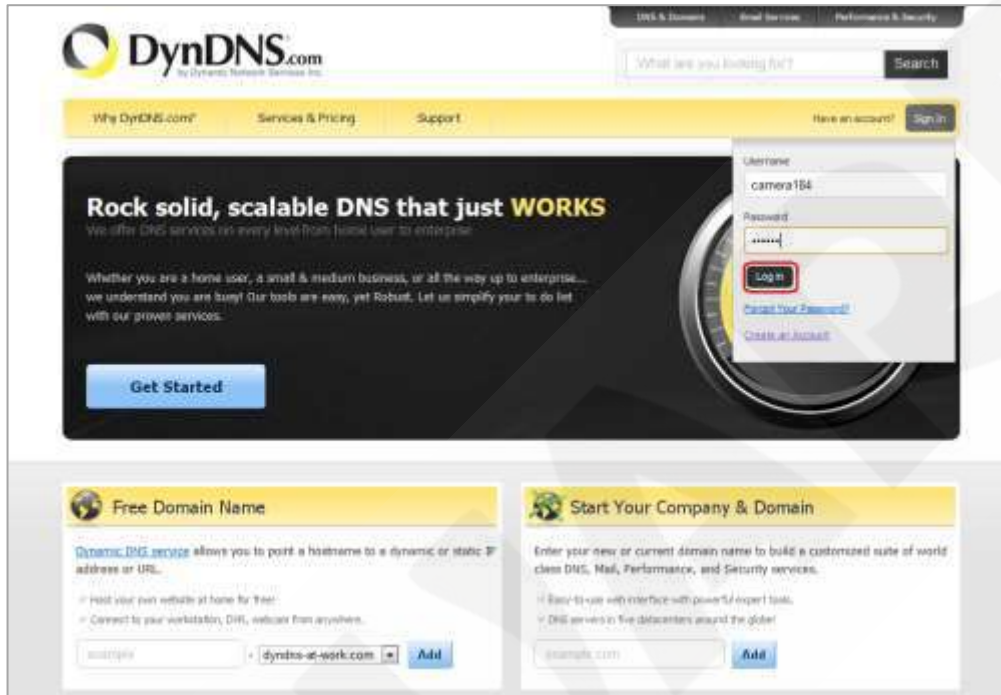 DNS & Domains Email Services Performance & Security
DynDNS.com
by Dynamic Network Services Inc.
What are you looking for?
Search
Why DynDNS.com?
Services & Pricing
Support
Have an account?
Sign In
Username
camera184
Password
••••••
Log in
Forgot Your Password?
Create an Account
Rock solid, scalable DNS that just WORKS
We offer DNS services on every level from home user to enterprise
Whether you are a home user, a small & medium business, or all the way up to enterprise...
we understand you are busy! Our tools are easy, yet Robust. Let us simplify your to do list
with our proven services.
Get Started
Free Domain Name
Dynamic DNS service allows you to point a hostname to a dynamic or static IP
address or URL.
Host your own website at home for free!
Connect to your workstation, DVR, webcam from anywhere.
example
dyndns-at-work.com
Add
Start Your Company & Domain
Enter your new or current domain name to build a customized suite of world
class DNS, Mail, Performance, and Security services.
Easy-to-use web interface with powerful expert tools.
DNS servers in five datacenters around the globe!
example.com
Add